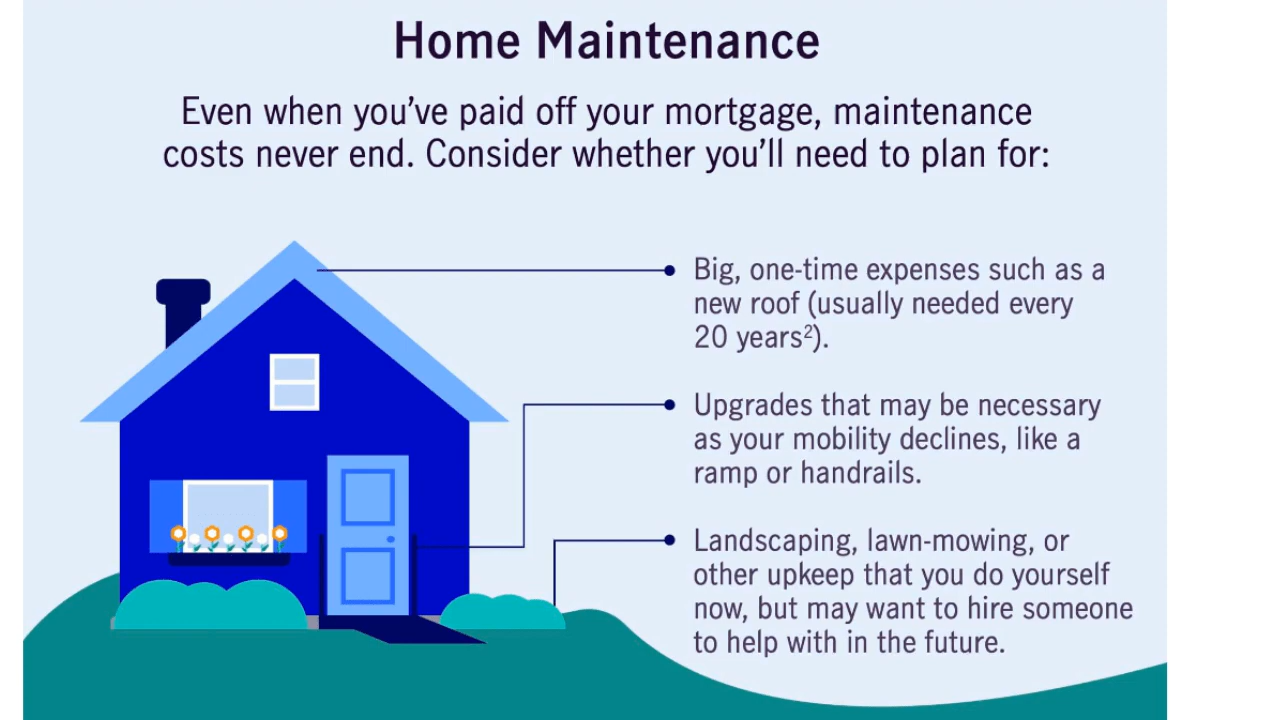 Home Maintenance
Even when you've paid off your mortgage, maintenance
costs never end. Consider whether you'll need to plan for:
Big, one-time expenses such as a
new roof (usually needed every
20 years²).
Upgrades that may be necessary
as your mobility declines, like a
ramp or handrails.
Landscaping, lawn-mowing, or
other upkeep that you do yourself
now, but may want to hire someone
to help with in the future.